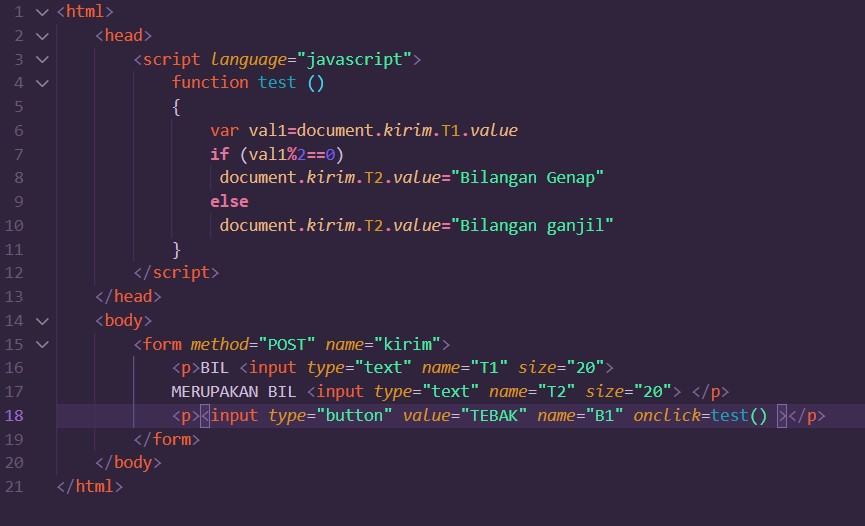 1 <html>
2 <head>
3 <script language="javascript">
4 function test ()
5 {
6 var val1=document.kirim.T1.value
7 if (val1%2==0)
8 document.kirim.T2.value="Bilangan Genap"
9 else
10 document.kirim.T2.value="Bilangan ganjil"
11 }
12 </script>
13 </head>
14 <body>
15 <form method="POST" name="kirim">
16 <p>BIL <input type="text" name="T1" size="20">
17 MERUPAKAN BIL <input type="text" name="T2" size="20"> </p>
18 <p><input type="button" value="TEBAK" name="B1" onclick=test() ></p>
19 </form>
20 </body>
21 </html>